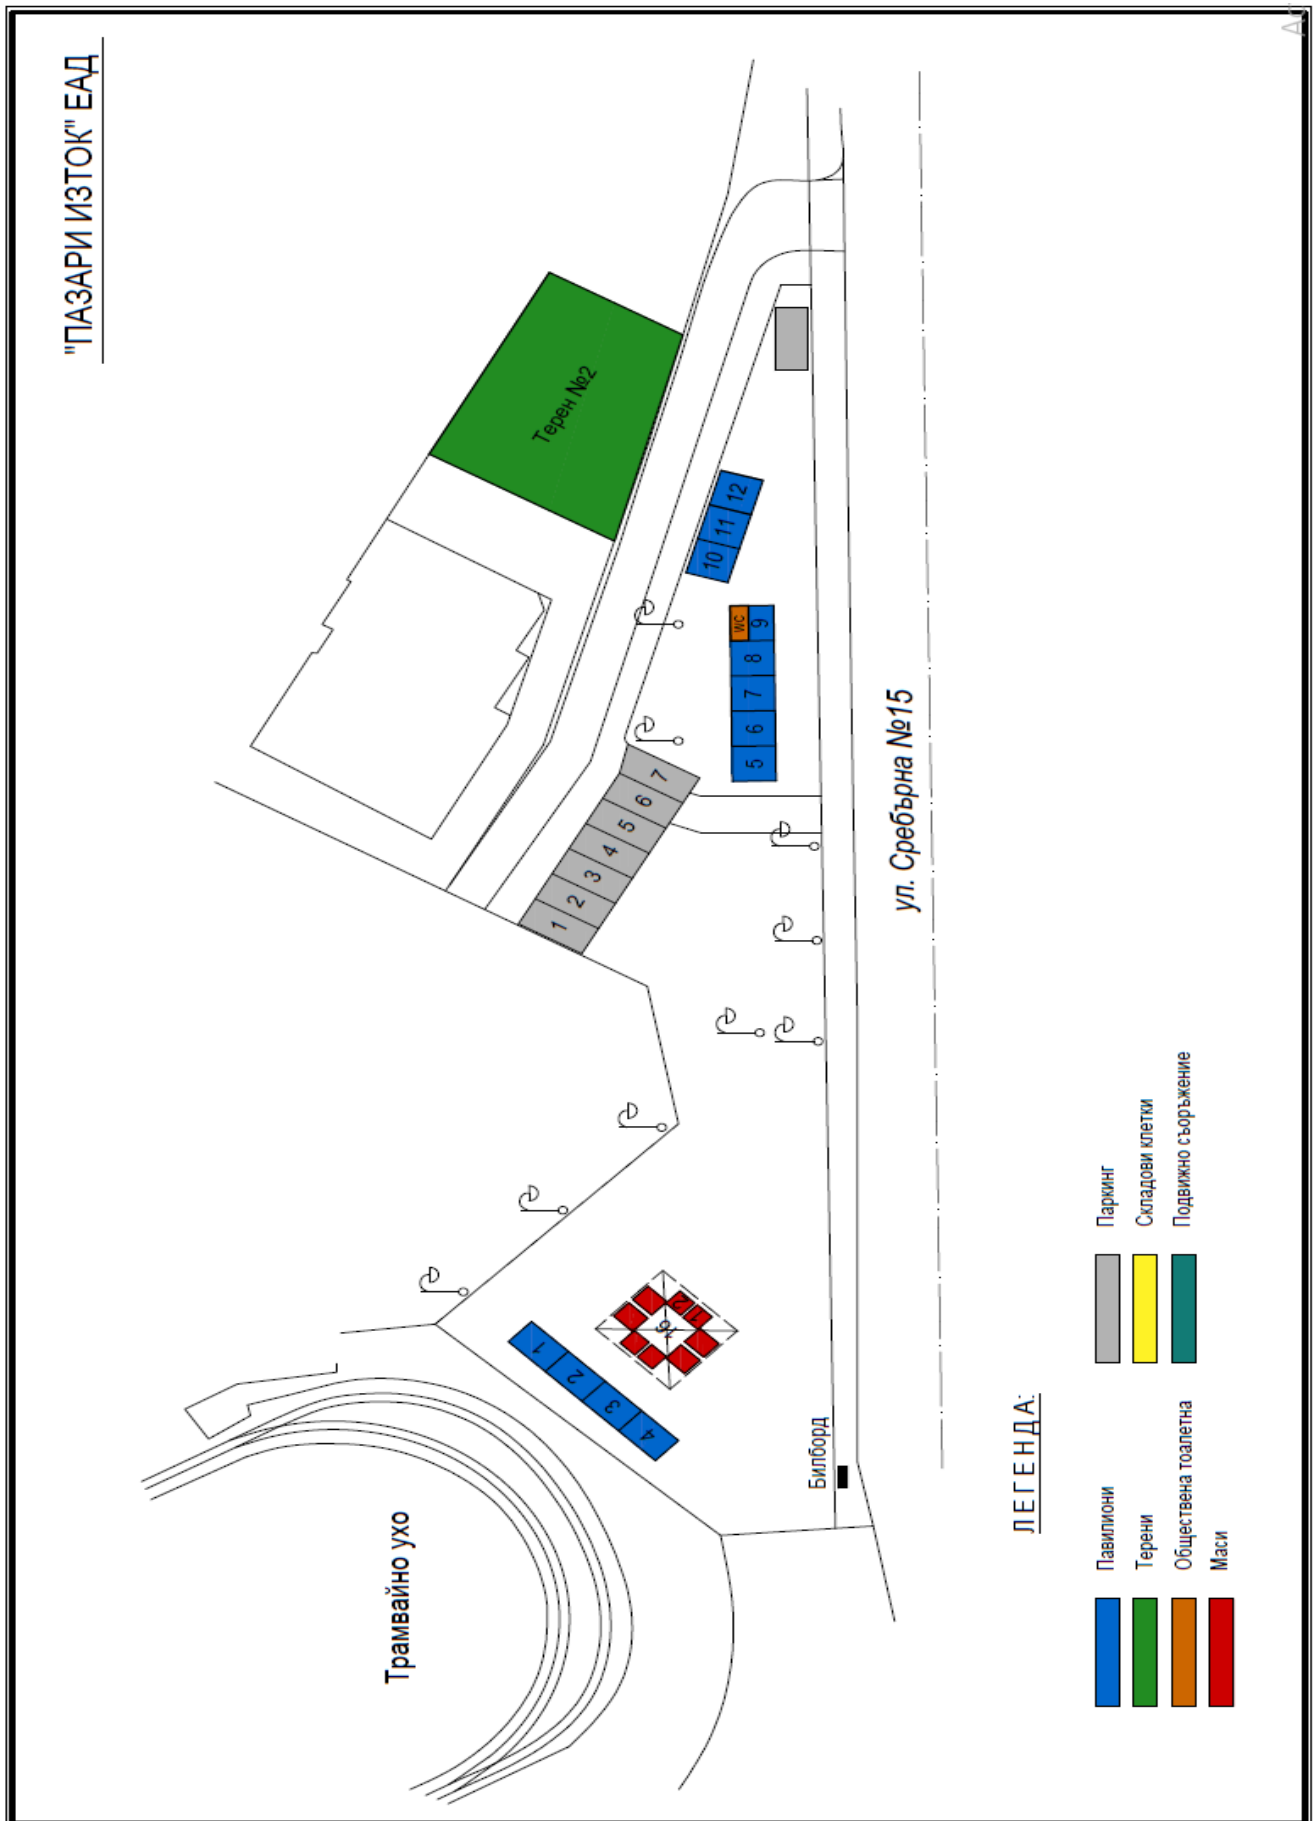 "ПАЗАРИ ИЗТОК" ЕАД
Терен №2
10
11
12
WC
5
6
7
8
9
1
2
3
4
5
6
7
ул. Сребърна №15
1
2
3
4
1
2
Билборд
Трамвайно ухо
ЛЕГЕНДА:
Павилиони
Терени
Обществена тоалетна
Маси
Паркинг
Складови клетки
Подвижно съоръжение